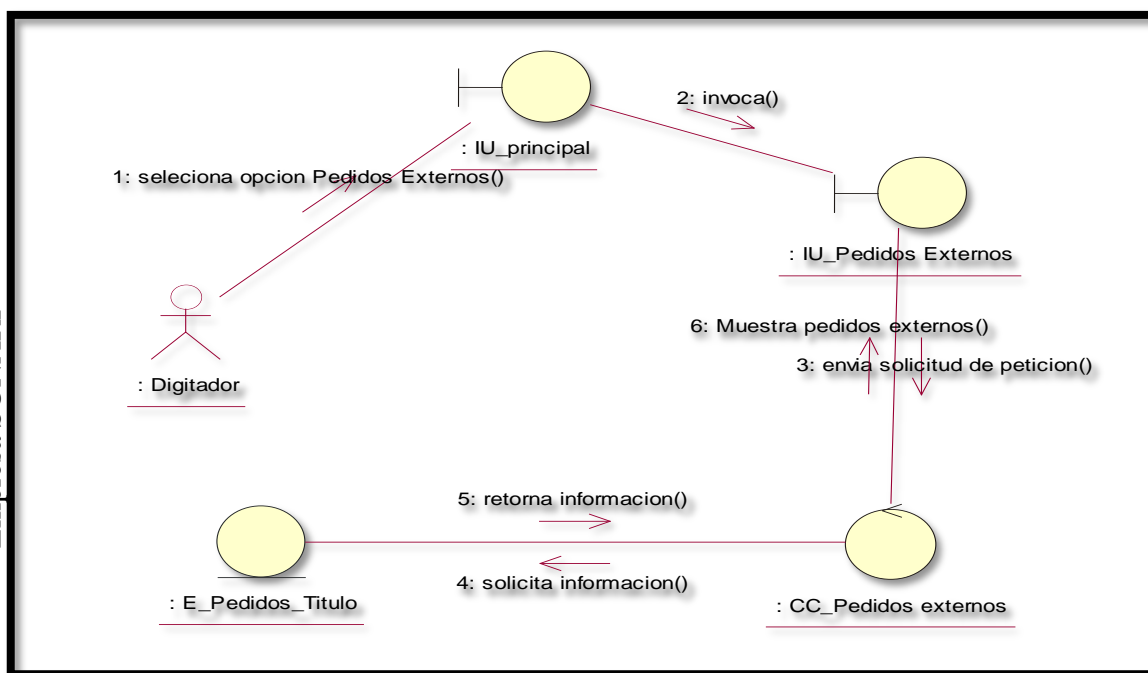 2: invoca()
: IU_principal
1: seleciona opcion Pedidos Externos()
: IU_Pedidos Externos
6: Muestra pedidos externos()
3: envia solicitud de peticion()
: Digitador
5: retorna informacion()
4: solicita informacion()
: E_Pedidos_Titulo
: CC_Pedidos externos